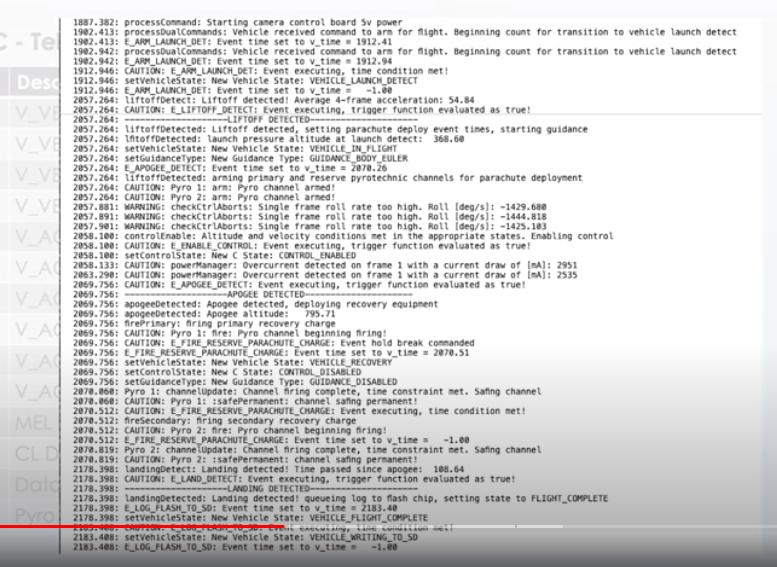 C - Tel
Desc
V_VE
V_VE
V_VE
V_VE
V_AC
V_AC
V_AC
V_AC
V_AC
V_AC
MEL
CL D
Data
Pyro
1887.382: processCommand: Starting camera control board 5v power
1902.413: processDualCommands: Vehicle received command to arm for flight. Beginning count for transition to vehicle launch detect
1902.413: E_ARM_LAUNCH_DET: Event time set to v_time = 1912.41
1902.942: processDualCommands: Vehicle received command to arm for flight. Beginning count for transition to vehicle launch detect
1902.942: E_ARM_LAUNCH_DET: Event time set to v_time = 1912.94
1912.946: CAUTION: E_ARM_LAUNCH_DET: Event executing, time condition met!
1912.946: setVehicleState: New Vehicle State: VEHICLE_LAUNCH_DETECT
1912.946: E_ARM_LAUNCH_DET: Event time set to v_time = -1.00
2057.264: liftoffDetect: Liftoff detected! Average 4-frame acceleration: 54.84
2057.264: CAUTION: E_LIFTOFF_DETECT: Event executing, trigger function evaluated as true!
2057.264: --------------------LIFTOFF DETECTED---------------------
2057.264: liftoffDetected: Liftoff detected, setting parachute deploy event times, starting guidance
2057.264: lfitoffDetected: launch pressure altitude at launch detect: 368.60
2057.264: setVehicleState: New Vehicle State: VEHICLE_IN_FLIGHT
2057.264: setGuidanceType: New Guidance Type: GUIDANCE_BODY_EULER
2057.264: E_APOGEE_DETECT: Event time set to v_time = 2070.26
2057.264: liftoffDetected: arming primary and reserve pyrotechnic channels for parachute deployment
2057.264: CAUTION: Pyro 1: arm: Pyro channel armed!
2057.264: CAUTION: Pyro 2: arm: Pyro channel armed!
2057.881: WARNING: checkCtrlAborts: Single frame roll rate too high. Roll [deg/s]: -1429.680
2057.891: WARNING: checkCtrlAborts: Single frame roll rate too high. Roll [deg/s]: -1444.818
2057.901: WARNING: checkCtrlAborts: Single frame roll rate too high. Roll [deg/s]: -1425.103
2058.100: controlEnable: Altitude and velocity conditions met in the appropriate states. Enabling control
2058.100: CAUTION: E_ENABLE_CONTROL: Event executing, trigger function evaluated as true!
2058.100: setControlState: New C State: CONTROL_ENABLED
2058.133: CAUTION: powerManager: Overcurrent detected on frame 1 with a current draw of [mA]: 2951
2063.290: CAUTION: powerManager: Overcurrent detected on frame 1 with a current draw of [mA]: 2535
2069.756: CAUTION: E_APOGEE_DETECT: Event executing, trigger function evaluated as true!
2069.756: --------------------APOGEE DETECTED---------------------
2069.756: apogeeDetected: Apogee detected, deploying recovery equipment
2069.756: apogeeDetected: Apogee altitude: 795.71
2069.756: firePrimary: firing primary recovery charge
2069.756: CAUTION: Pyro 1: fire: Pyro channel beginning firing!
2069.756: CAUTION: E_FIRE_RESERVE_PARACHUTE_CHARGE: Event hold break commanded
2069.756: E_FIRE_RESERVE_PARACHUTE_CHARGE: Event time set to v_time = 2070.51
2069.756: setVehicleState: New Vehicle State: VEHICLE_RECOVERY
2069.756: setControlState: New C State: CONTROL_DISABLED
2069.756: setGuidanceType: New Guidance Type: GUIDANCE_DISABLED
2070.060: Pyro 1: channelUpdate: Channel firing complete, time constraint met. Safing channel
2070.060: CAUTION: Pyro 1: :safePermanent: channel safing permanent!
2070.512: CAUTION: E_FIRE_RESERVE_PARACHUTE_CHARGE: Event executing, time condition met!
2070.512: fireSecondary: firing secondary recovery charge
2070.512: CAUTION: Pyro 2: fire: Pyro channel beginning firing!
2070.512: E_FIRE_RESERVE_PARACHUTE_CHARGE: Event time set to v_time = -1.00
2070.819: Pyro 2: channelUpdate: Channel firing complete, time constraint met. Safing channel
2070.819: CAUTION: Pyro 2: :safePermanent: channel safing permanent!
2178.398: landingDetect: Landing detected! Time passed since apogee: 108.64
2178.398: CAUTION: E_LAND_DETECT: Event executing, trigger function evaluated as true!
2178.398: --------------------LANDING DETECTED---------------------
2178.398: landingDetected: Landing detected! queueing log to flash chip, setting state to FLIGHT_COMPLETE
2178.398: E_LOG_FLASH_TO_SD: Event time set to v_time = 2183.40
2178.398: setVehicleState: New Vehicle State: VEHICLE_FLIGHT_COMPLETE
2183.408: CAUTION: E_LOG_FLASH_TO_SD: Event executing, time condition met!
2183.408: setVehicleState: New Vehicle State: VEHICLE_WRITING_TO_SD
2183.408: E_LOG_FLASH_TO_SD: Event time set to v_time = -1.00